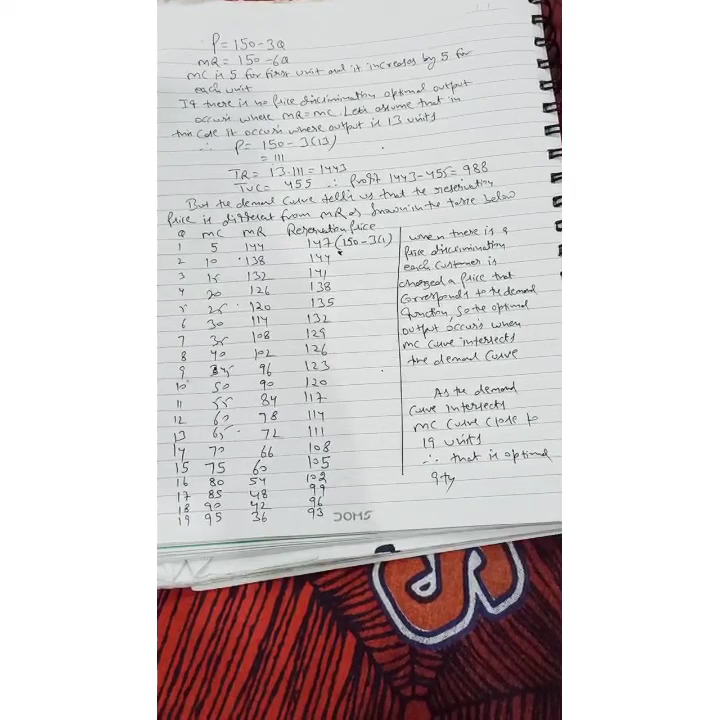 P = 150-3Q
MR = 150-6Q
MC is 5 for first unit and it increases by 5 for
each unit
If there is no price discrimination optimal output
occurs where MR = MC. Let's assume that in
this case it occurs where output is 13 units
∴ P = 150-3(13)
= 111
TR = 13·111 = 1443
TVC = 455 ∴ Profit 1443-455 = 988
But the demand curve tells us that the reservation
Price is different from MR as shown in the table below
Q MC MR Reservation Price
1 5 144 147 (150-3(1)
2 10 138 144
3 15 132 141
4 20 126 138
5 25 120 135
6 30 114 132
7 35 108 129
8 40 102 126
9 45 96 123
10 50 90 120
11 55 84 117
12 60 78 114
13 65 72 111
14 70 66 108
15 75 60 105
16 80 54 102
17 85 48 99
18 90 42 96
19 95 36 93
when there is a
Price discrimination
each customer is
charged a price that
corresponds to the demand
function, so the optimal
output occurs when
MC curve intersects
the demand curve
As the demand
curve intersects
MC curve close to
19 units
∴ that is optimal
qty
DOMS